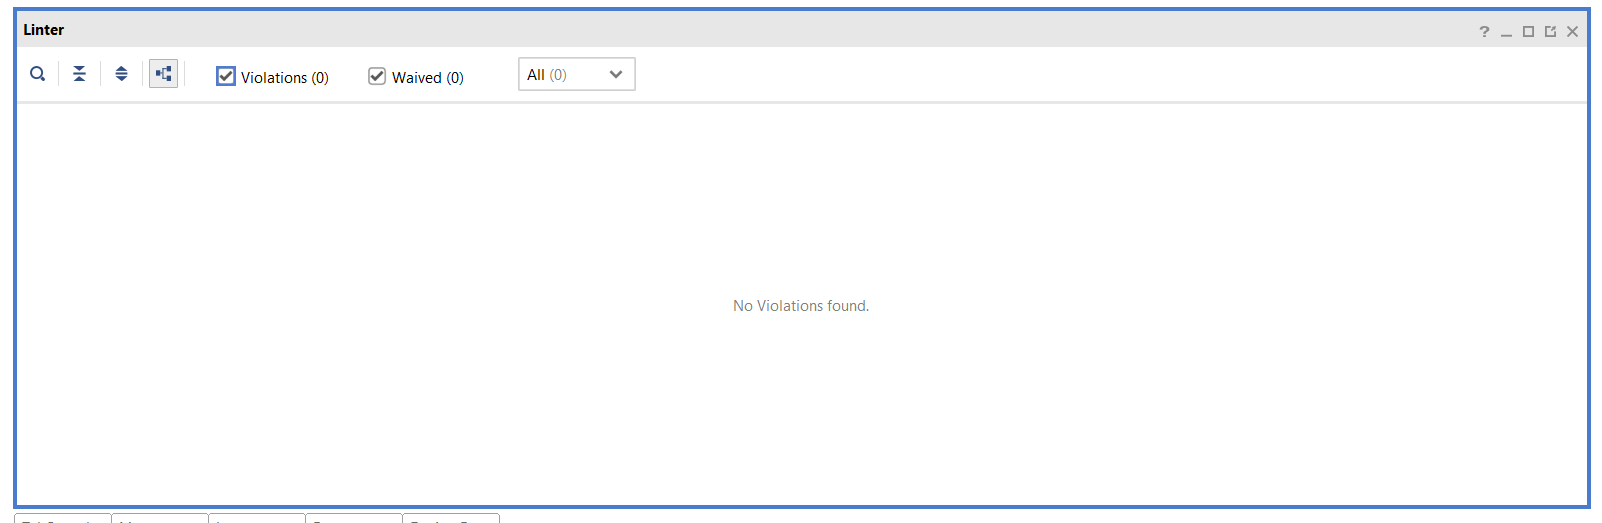 Linter
?
Violations (0) Waived (0) All (0)
No Violations found.